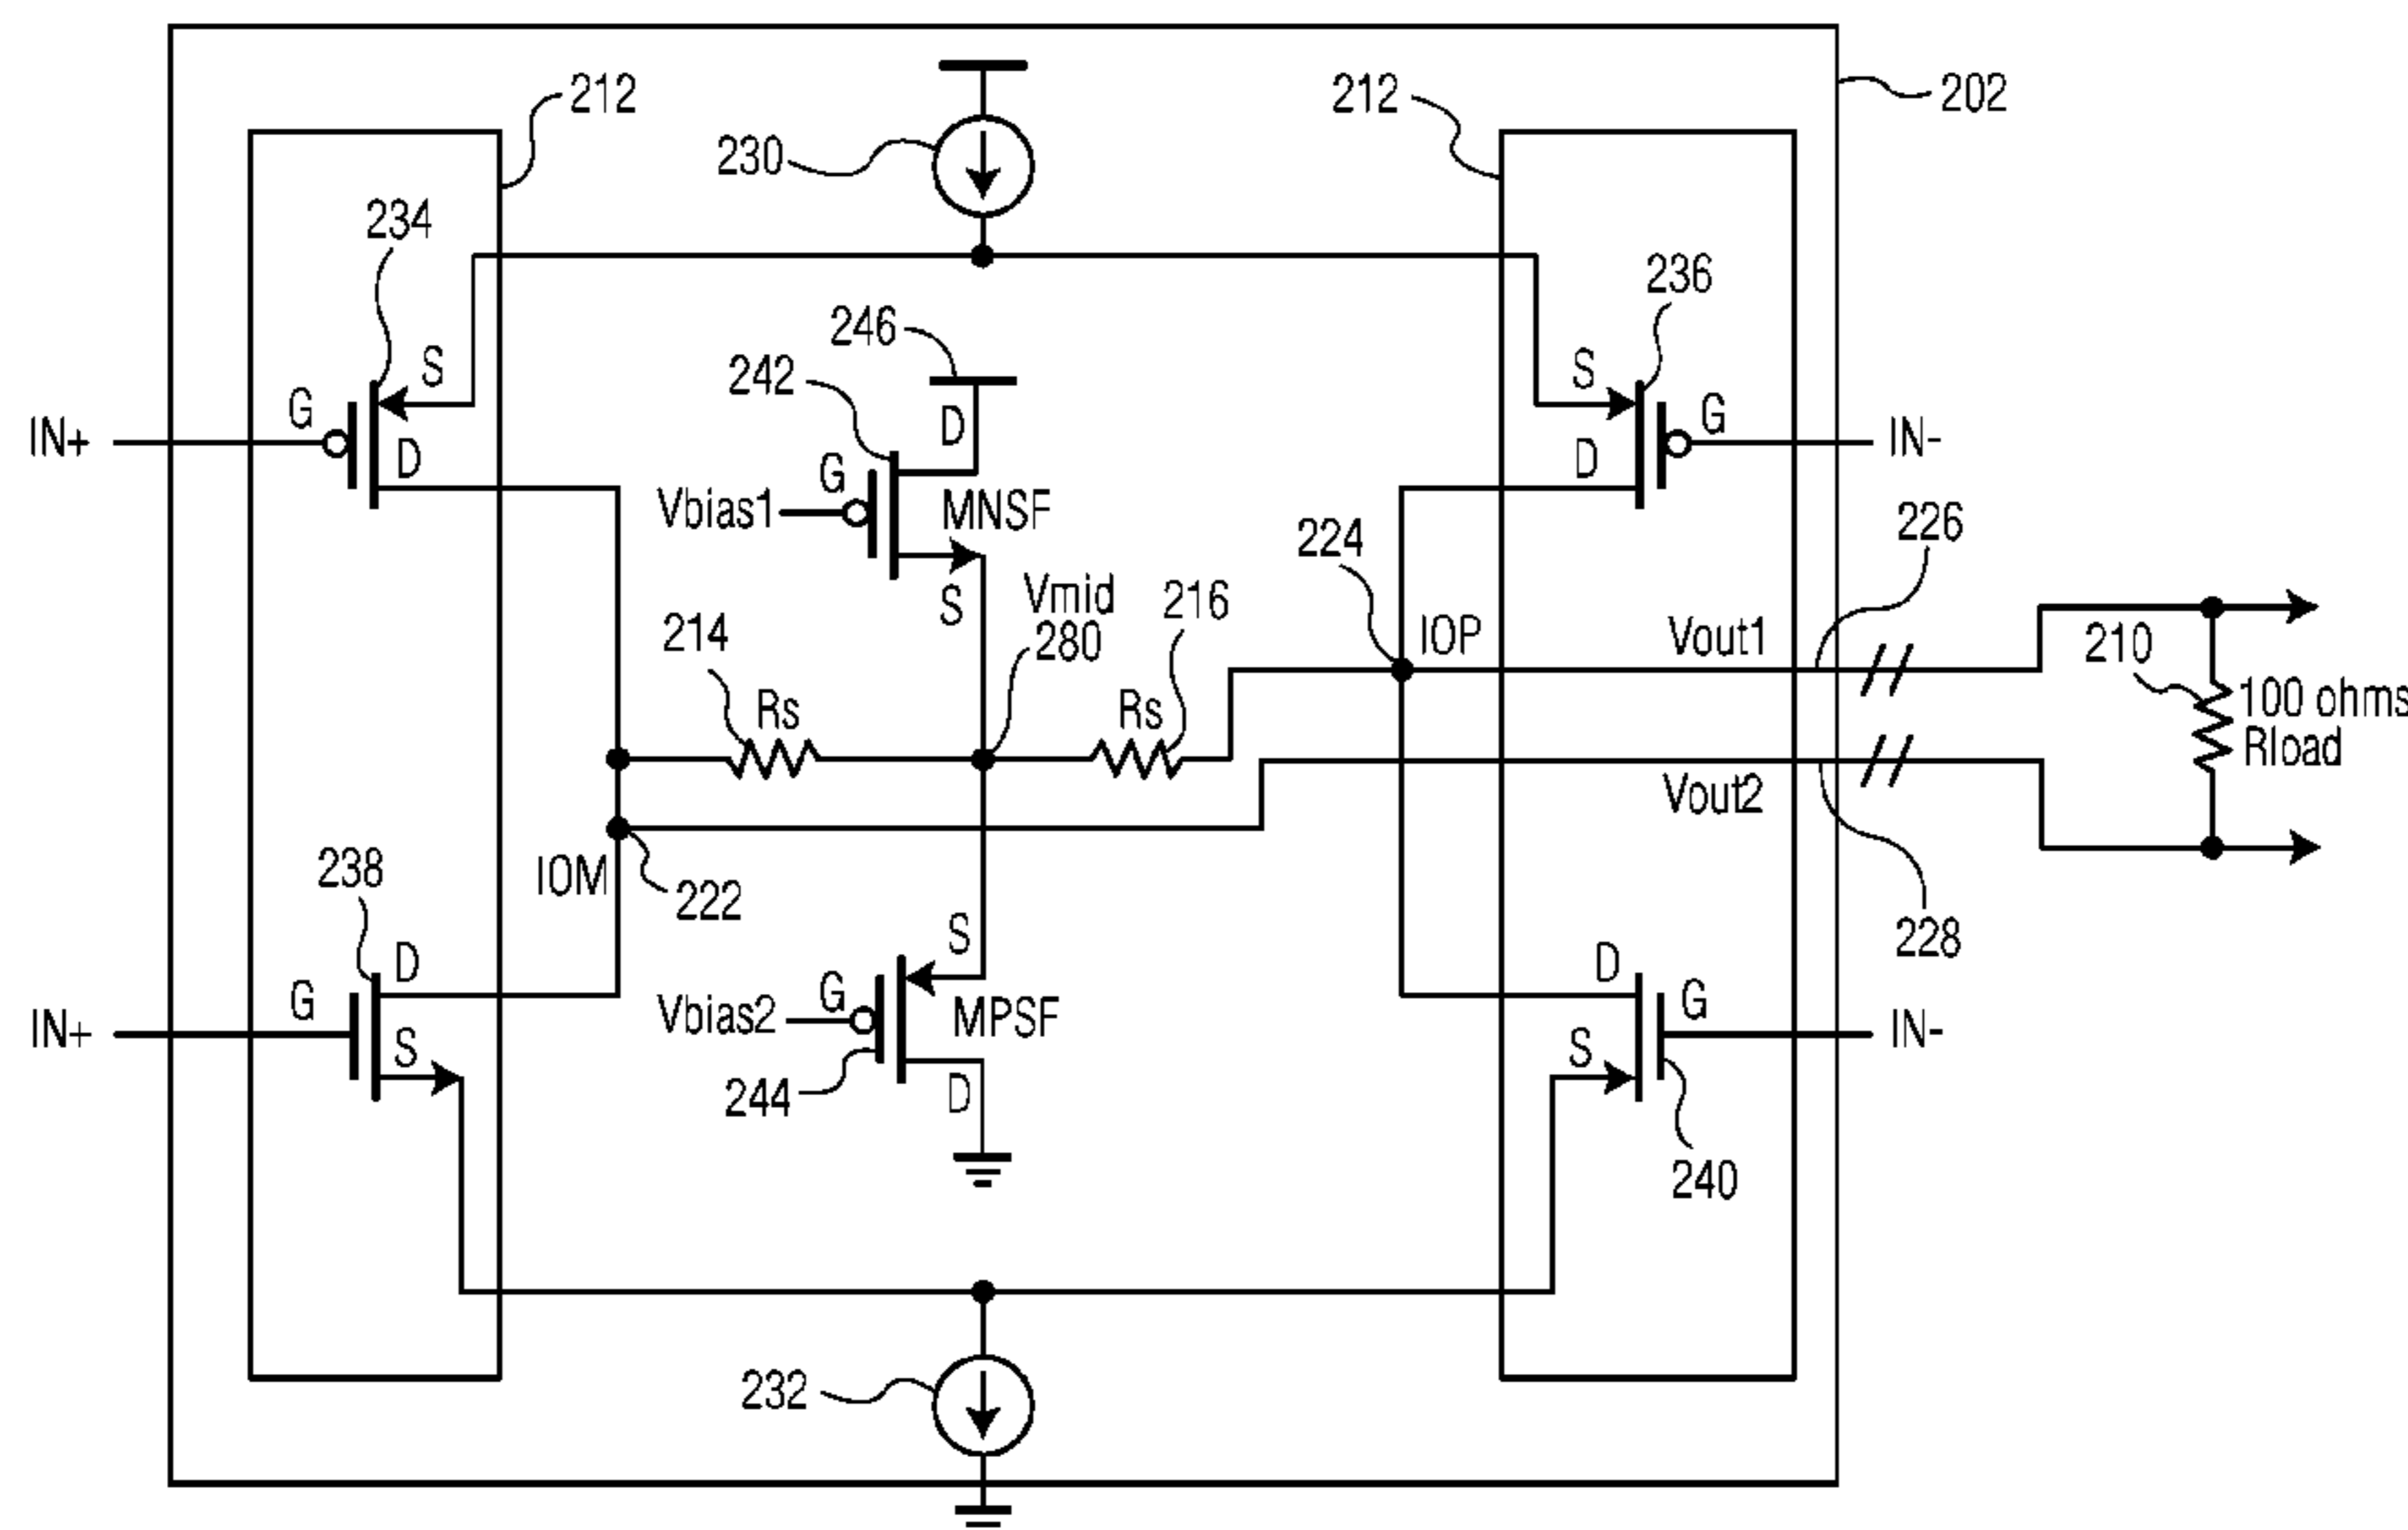 212
230
212
202
234
S
G
IN+
D
246
242
D
G
Vbias1
MNSF
S
236
S
G
D
IN-
224
226
Vmid
280
214
Rs
216
Rs
IOP
Vout1
210
100 ohms
Rload
Vout2
228
IOM
222
238
D
G
IN+
S
S
G
Vbias2
MPSF
244
D
D
G
S
IN-
240
232